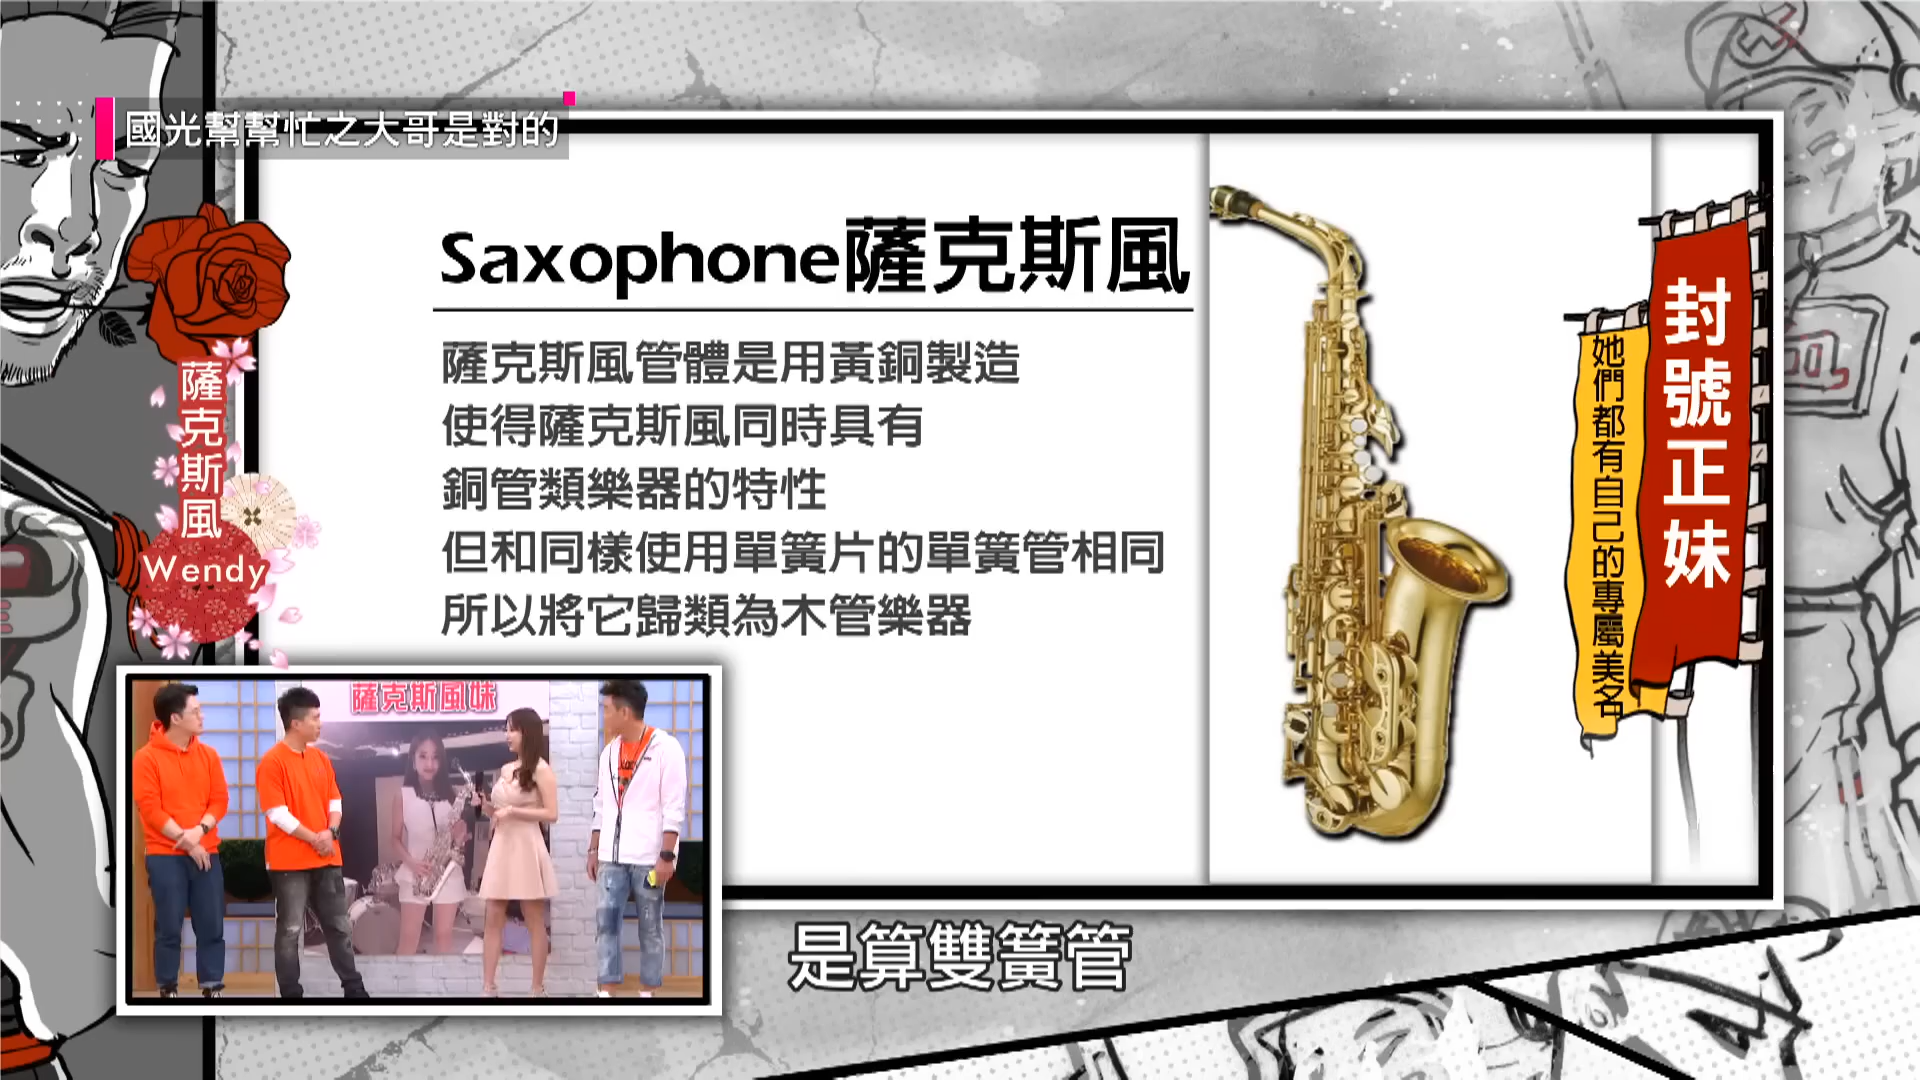 國光幫幫忙之大哥是對的
Saxophone薩克斯風
薩克斯風管體是用黃銅製造
使得薩克斯風同時具有
銅管類樂器的特性
但和同樣使用單簧片的單簧管相同
所以將它歸類為木管樂器
封號正妹
她們都有自己的專屬美名
薩克斯風
Wendy
薩克斯風妹
是算雙簧管